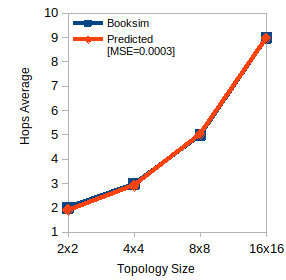 10
9
8
7
6
5
4
3
2
1
Hops Average
Booksim
Predicted
[MSE=0.0003]
2x2
4x4
8x8
16x16
Topology Size